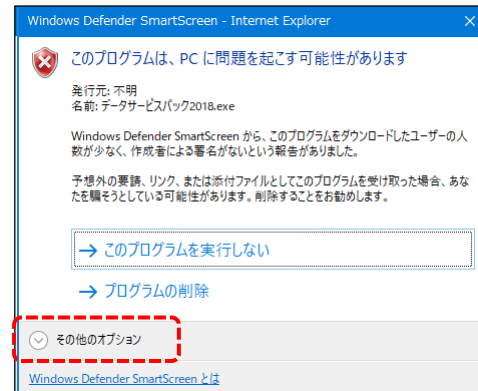 Windows Defender SmartScreen - Internet Explorer
このプログラムは、PC に問題を起こす可能性があります
発行元: 不明
名前: データサービスパック2018.exe
Windows Defender SmartScreen から、このプログラムをダウンロードしたユーザーの人
数が少なく、作成者による署名がないという報告がありました。
予想外の要請、リンク、または添付ファイルとしてこのプログラムを受け取った場合、あな
たを騙そうとしている可能性があります。削除することをお勧めします。
このプログラムを実行しない
プログラムの削除
その他のオプション
Windows Defender SmartScreen とは